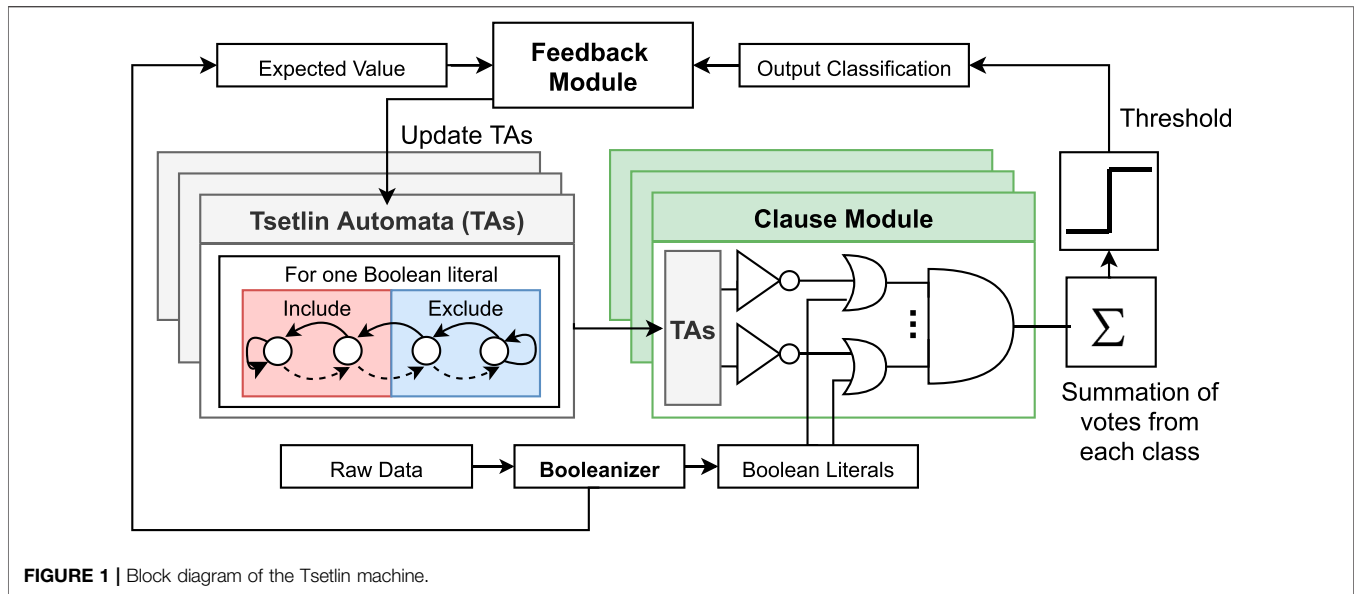 Expected Value
Feedback
Module
Output Classification
Threshold
Update TAs
Tsetlin Automata (TAs)
For one Boolean literal
Include
Exclude
Clause Module
TAs
Σ
Summation of
votes from
each class
Raw Data
Booleanizer
Boolean Literals
FIGURE 1 | Block diagram of the Tsetlin machine.